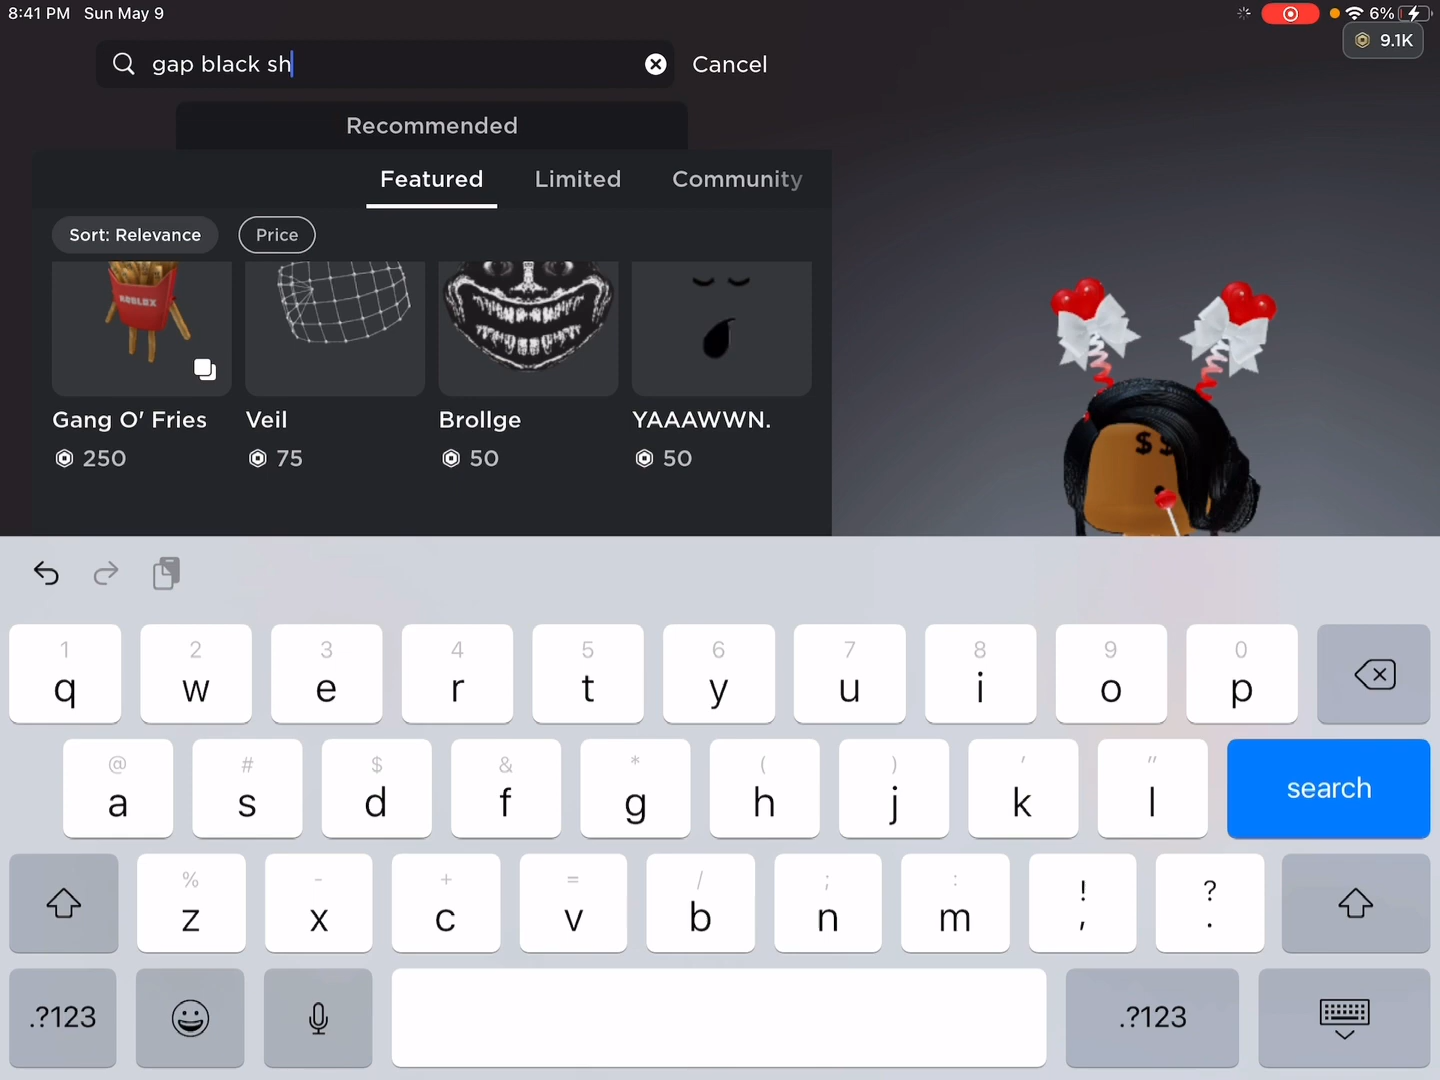 8:41 PM Sun May 9
6%
9.1K
gap black sh
Cancel
Recommended
Featured Limited Community
Sort: Relevance Price
ROBLOX
Gang O' Fries Veil Brollge YAAAWWN.
250 75 50 50
$$
1 2 3 4 5 6 7 8 9 0
q w e r t y u i o p
@ # $ & * ( ) ' "
a s d f g h j k l search
% - + = / ; : ! ?
z x c v b n m , .
.?123 .?123